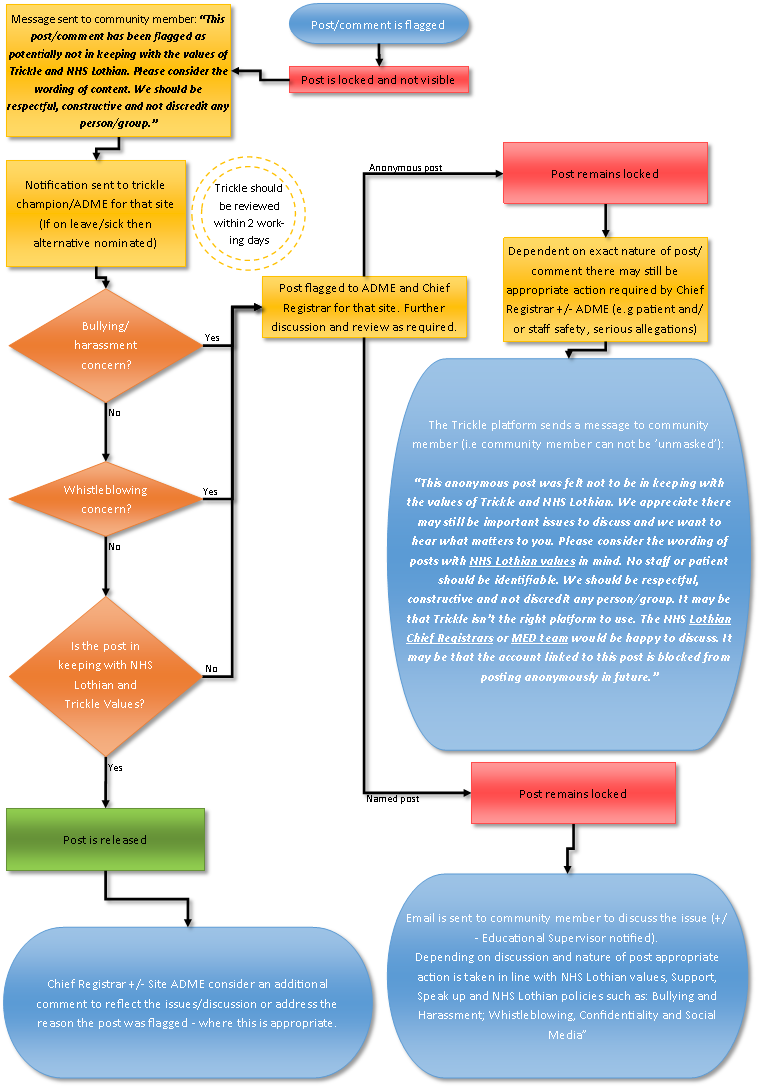 Post/comment is flagged
Post is locked and not visible
Message sent to community member: “This
post/comment has been flagged as
potentially not in keeping with the values of
Trickle and NHS Lothian. Please consider the
wording of content. We should be
respectful, constructive and not discredit any
person/group.”
Notification sent to trickle
champion/ADME for that site
(If on leave/sick then
alternative nominated)
Trickle should
be reviewed
within 2 work-
ing days
Bullying/
harassment
concern?
Yes
No
Whistleblowing
concern?
Yes
No
Is the post in
keeping with NHS
Lothian and
Trickle Values?
No
Yes
Post is released
Chief Registrar +/- Site ADME consider an additional
comment to reflect the issues/discussion or address the
reason the post was flagged - where this is appropriate.
Post flagged to ADME and Chief
Registrar for that site. Further
discussion and review as required.
Anonymous post
Post remains locked
Dependent on exact nature of post/
comment there may still be
appropriate action required by Chief
Registrar +/- ADME (e.g patient and/
or staff safety, serious allegations)
The Trickle platform sends a message to community
member (i.e community member can not be ‘unmasked’):
“This anonymous post was felt not to be in keeping with
the values of Trickle and NHS Lothian. We appreciate there
may still be important issues to discuss and we want to
hear what matters to you. Please consider the wording of
posts with NHS Lothian values in mind. No staff or patient
should be identifiable. We should be respectful,
constructive and not discredit any person/group. It may be
that Trickle isn’t the right platform to use. The NHS Lothian
Chief Registrars or MED team would be happy to discuss. It
may be that the account linked to this post is blocked from
posting anonymously in future.”
Named post
Post remains locked
Email is sent to community member to discuss the issue (+/
- Educational Supervisor notified).
Depending on discussion and nature of post appropriate
action is taken in line with NHS Lothian values, Support,
Speak up and NHS Lothian policies such as: Bullying and
Harassment; Whistleblowing, Confidentiality and Social
Media”